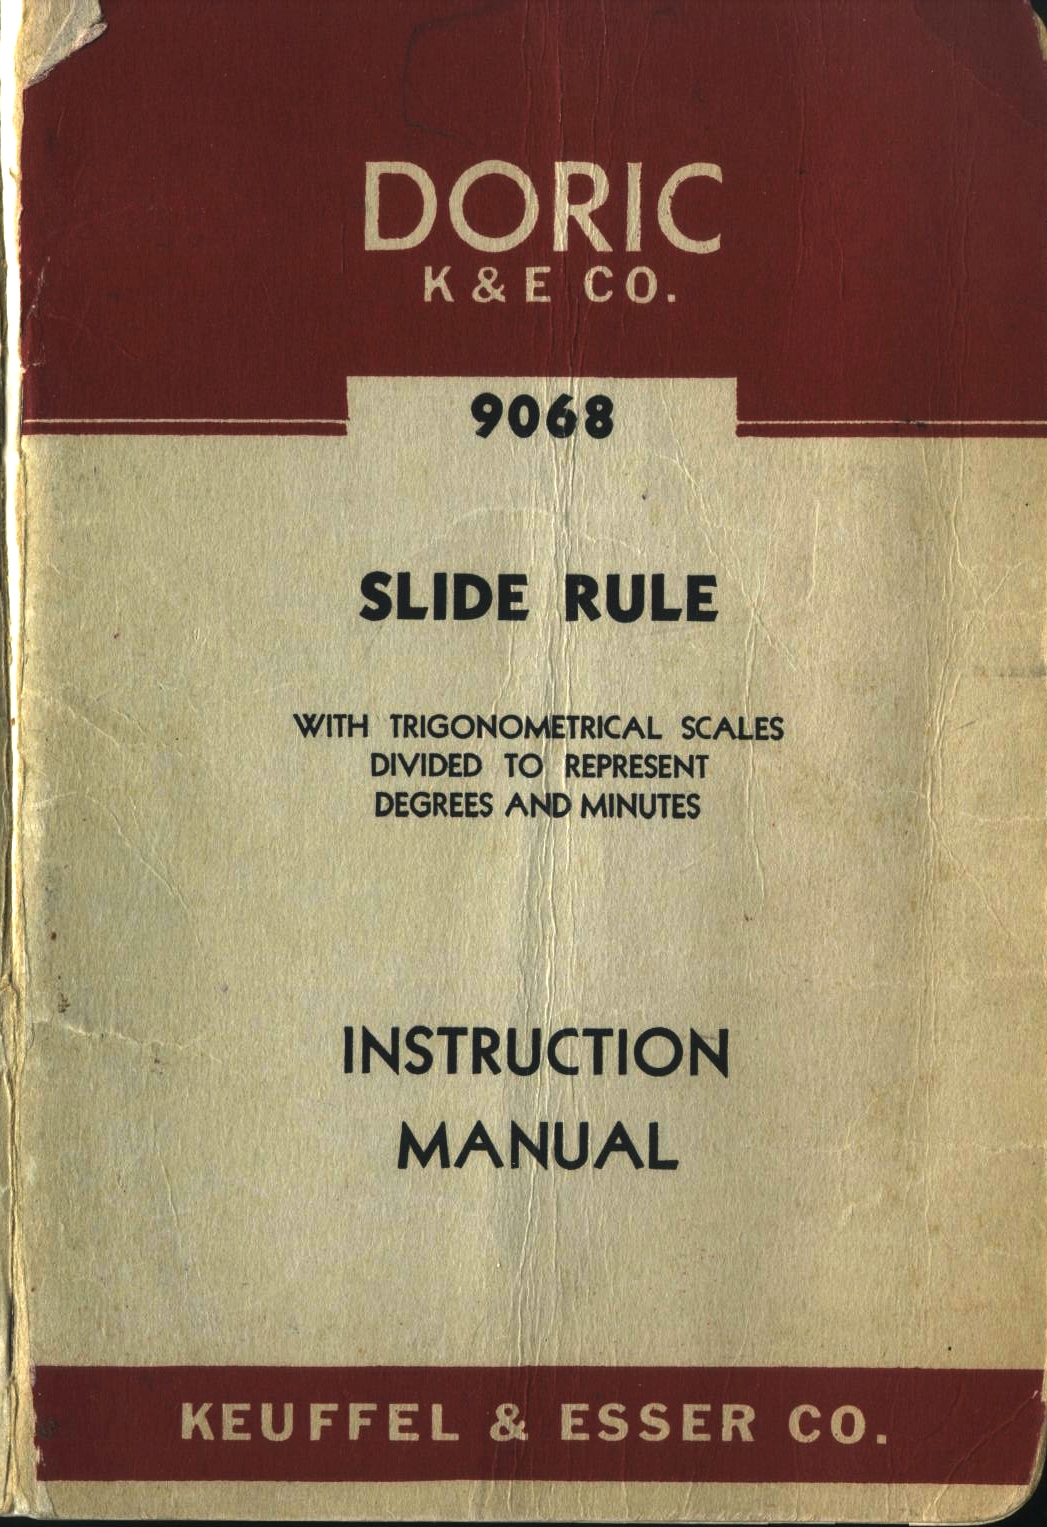 DORIC
K & E CO.
9068
SLIDE RULE
WITH TRIGONOMETRICAL SCALES
DIVIDED TO REPRESENT
DEGREES AND MINUTES
INSTRUCTION
MANUAL
KEUFFEL & ESSER CO.